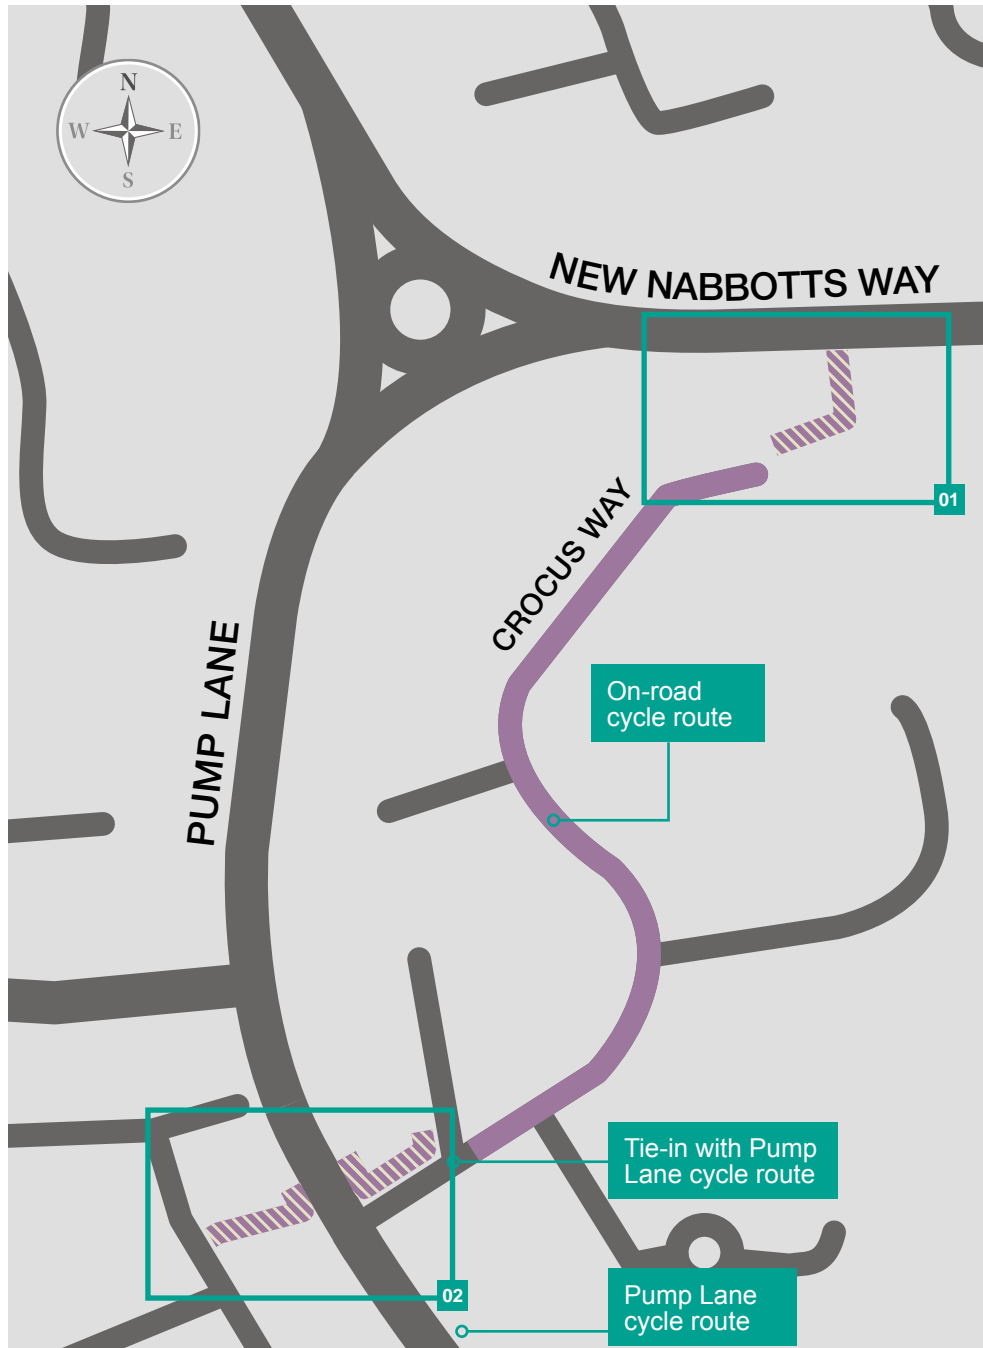 N
W E
S
NEW NABBOTTS WAY
01
CROCUS WAY
PUMP LANE
On-road
cycle route
Tie-in with Pump
Lane cycle route
02
Pump Lane
cycle route